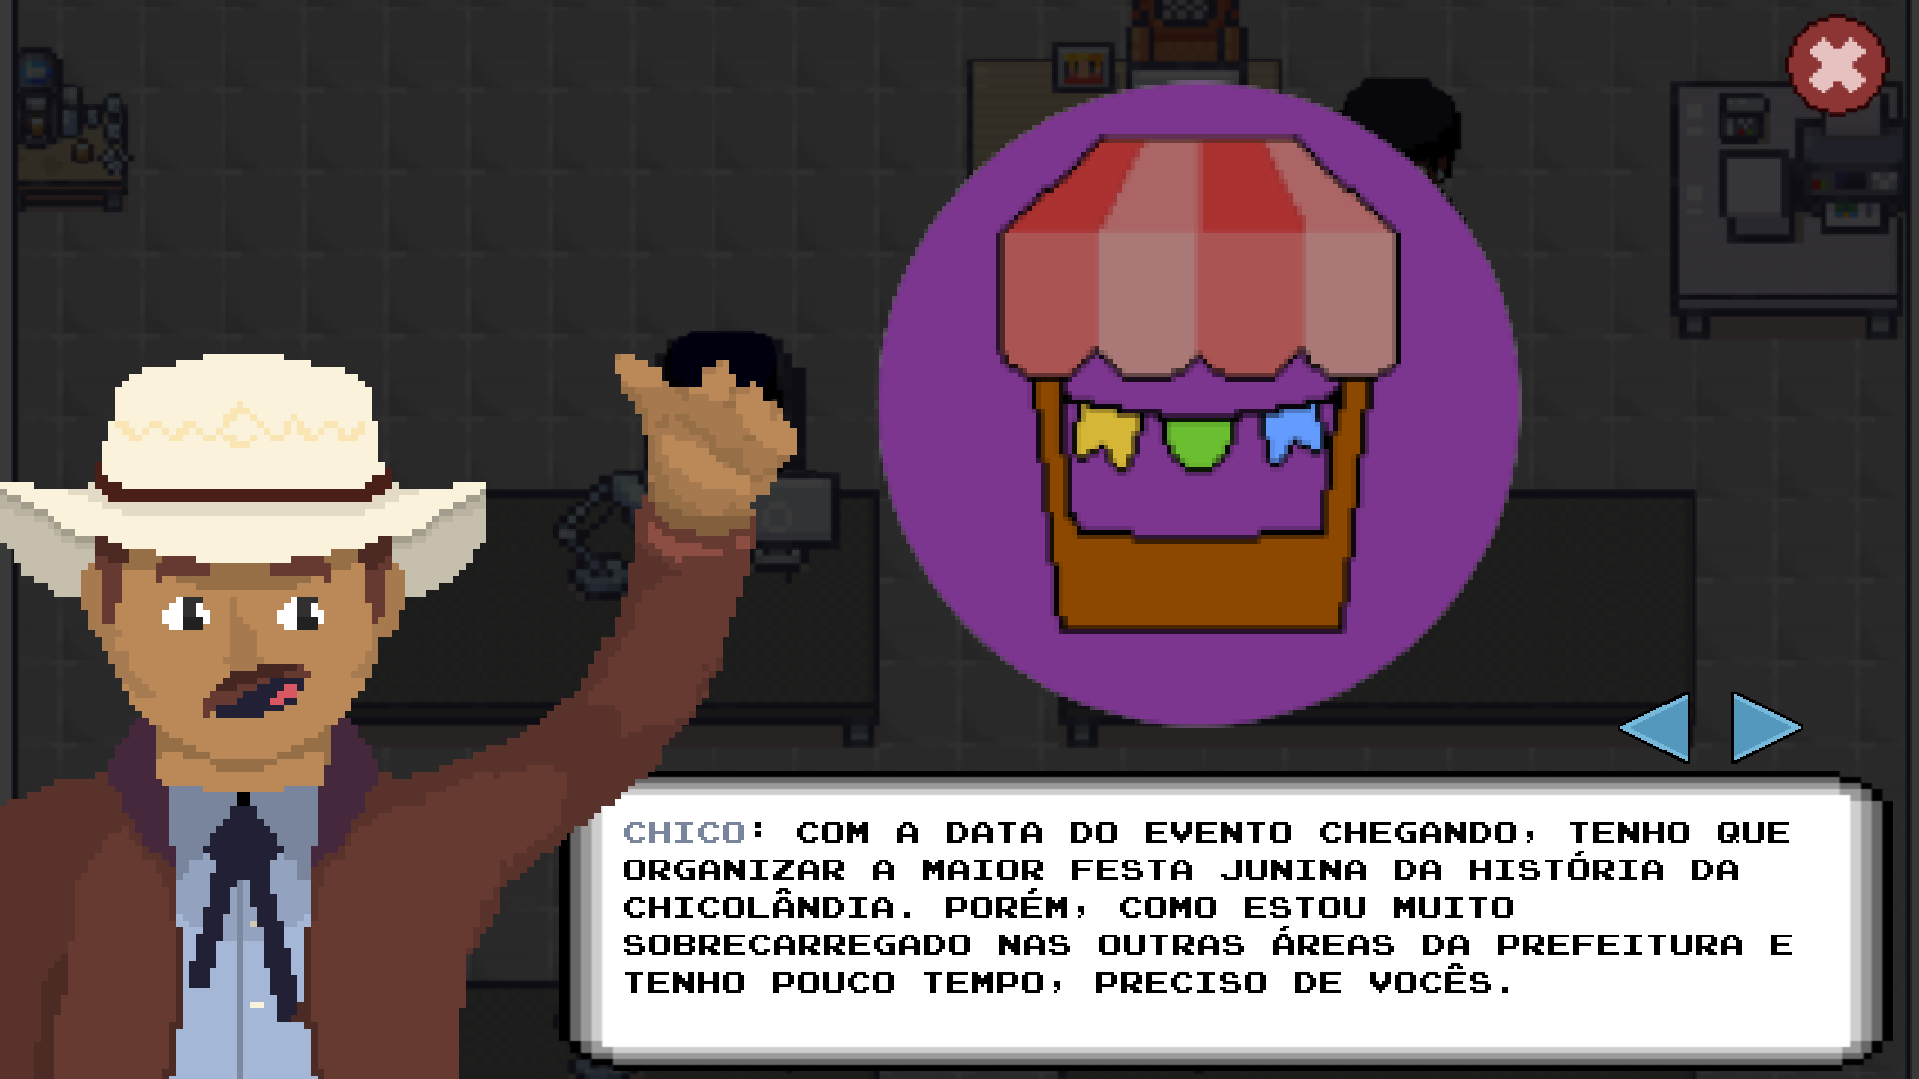 CHICO: COM A DATA DO EVENTO CHEGANDO, TENHO QUE
ORGANIZAR A MAIOR FESTA JUNINA DA HISTÓRIA DA
CHICOLÂNDIA. PORÉM, COMO ESTOU MUITO
SOBRECARREGADO NAS OUTRAS ÁREAS DA PREFEITURA E
TENHO POUCO TEMPO, PRECISO DE VOCÊS.